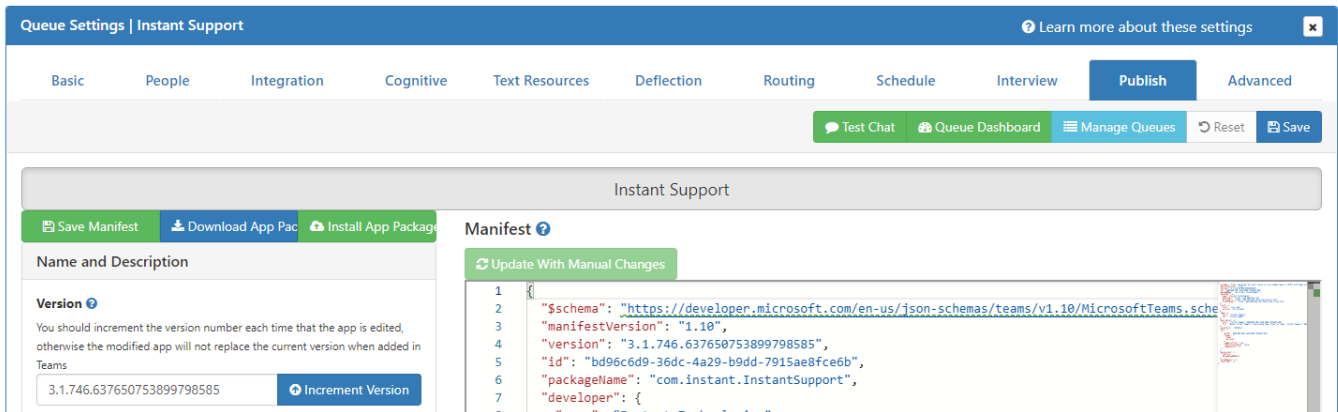 Queue Settings | Instant Support
Learn more about these settings
Basic People Integration Cognitive Text Resources Deflection Routing Schedule Interview Publish Advanced
Test Chat Queue Dashboard Manage Queues Reset Save
Instant Support
Save Manifest Download App Pac Install App Package
Name and Description
Version
You should increment the version number each time that the app is edited,
otherwise the modified app will not replace the current version when added in
Teams
3.1.746.637650753899798585 Increment Version
Manifest
Update With Manual Changes
1 {
2 "$schema": "https://developer.microsoft.com/en-us/json-schemas/teams/v1.10/MicrosoftTeams.sche
3 "manifestVersion": "1.10",
4 "version": "3.1.746.637650753899798585",
5 "id": "bd96c6d9-36dc-4a29-b9dd-7915ae8fce6b",
6 "packageName": "com.instant.InstantSupport",
7 "developer": {